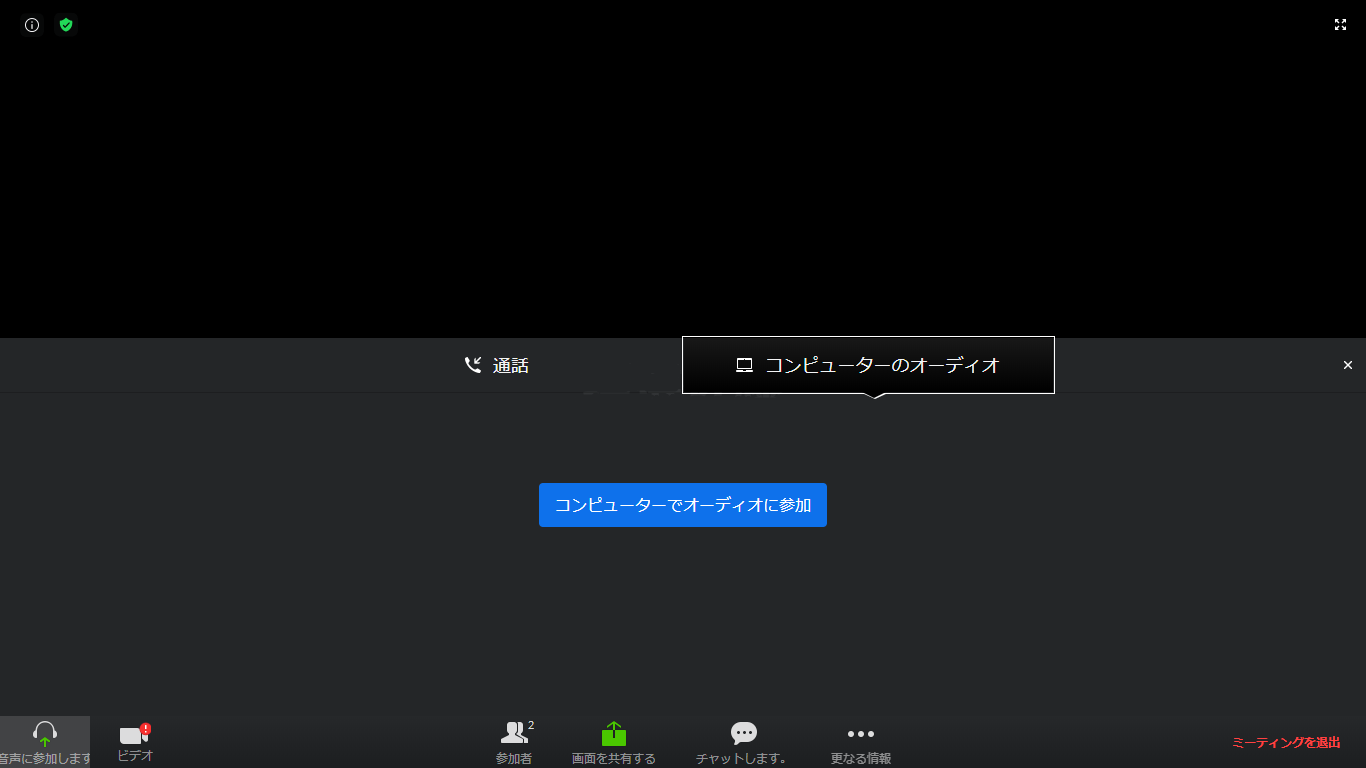 通話
コンピューターのオーディオ
コンピューターでオーディオに参加
音声に参加します
ビデオ
参加者
2
画面を共有する
チャットします。
更なる情報
ミーティングを退出